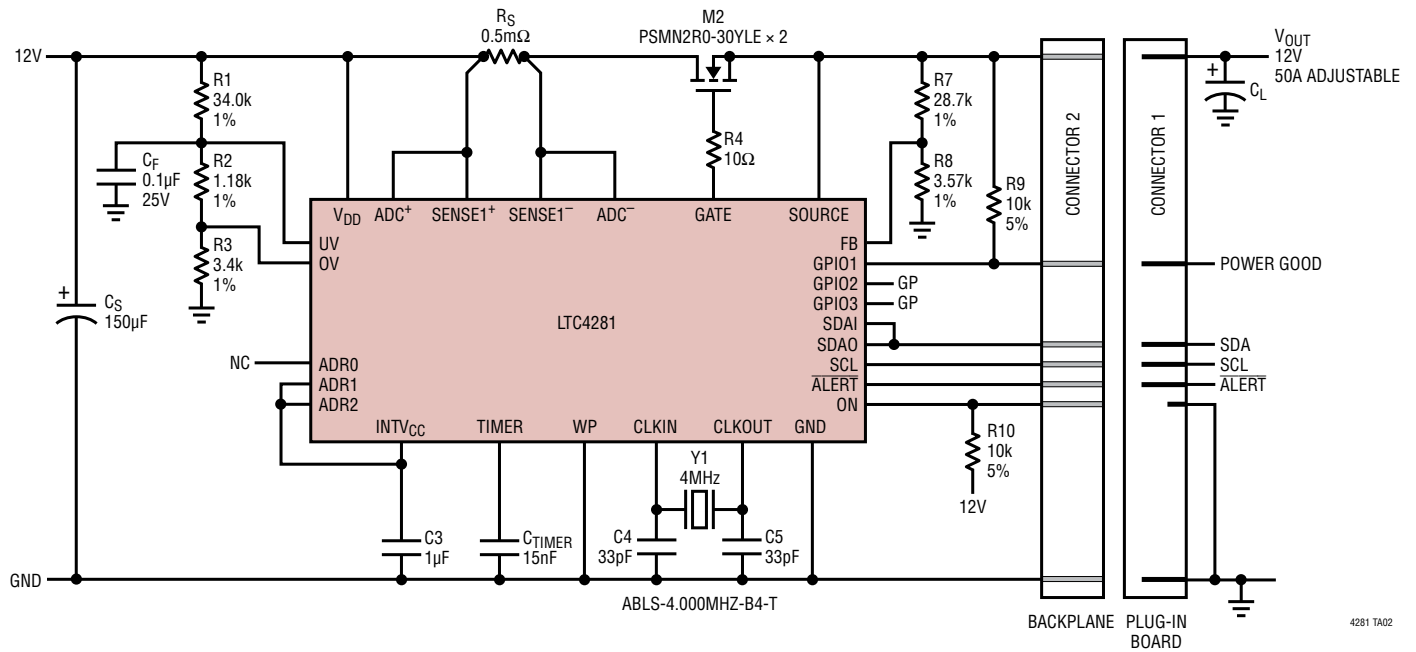 RS
0.5mΩ
M2
PSMN2R0-30YLE × 2
12V
R1
34.0k
1%
CF
0.1µF
25V
R2
1.18k
1%
R3
3.4k
1%
+
CS
150µF
VDD
ADC+
SENSE1+
SENSE1–
ADC–
R4
10Ω
GATE
SOURCE
UV
OV
LTC4281
FB
GPIO1
GPIO2
GP
GPIO3
GP
SDAI
SDAO
SCL
ALERT
ON
NC
ADR0
ADR1
ADR2
INTVCC
TIMER
WP
CLKIN
CLKOUT
GND
R7
28.7k
1%
R8
3.57k
1%
R9
10k
5%
R10
10k
5%
12V
CONNECTOR 2
CONNECTOR 1
VOUT
12V
50A ADJUSTABLE
+
CL
POWER GOOD
SDA
SCL
ALERT
Y1
4MHz
C3
1µF
CTIMER
15nF
C4
33pF
C5
33pF
GND
ABLS-4.000MHZ-B4-T
BACKPLANE
PLUG-IN
BOARD
4281 TA02